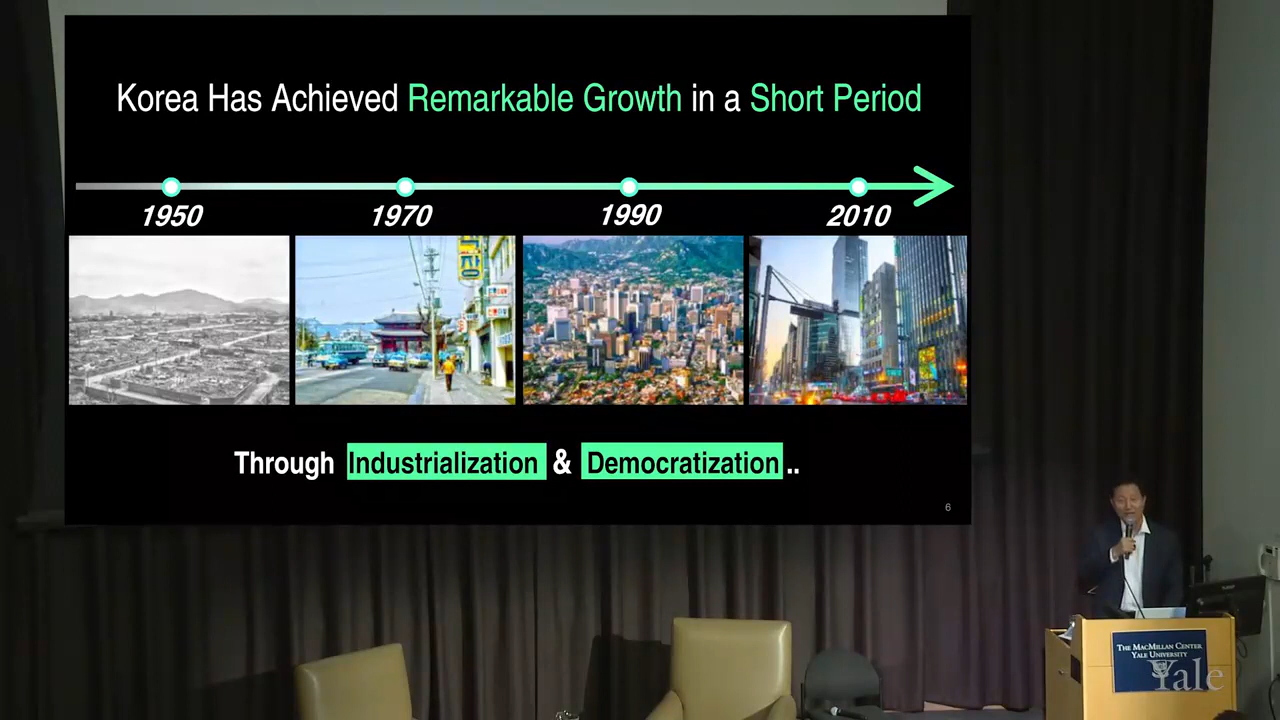 Korea Has Achieved Remarkable Growth in a Short Period
1950 1970 1990 2010
Through Industrialization & Democratization ..
6
THE MACMILLAN CENTER
YALE UNIVERSITY
Yale